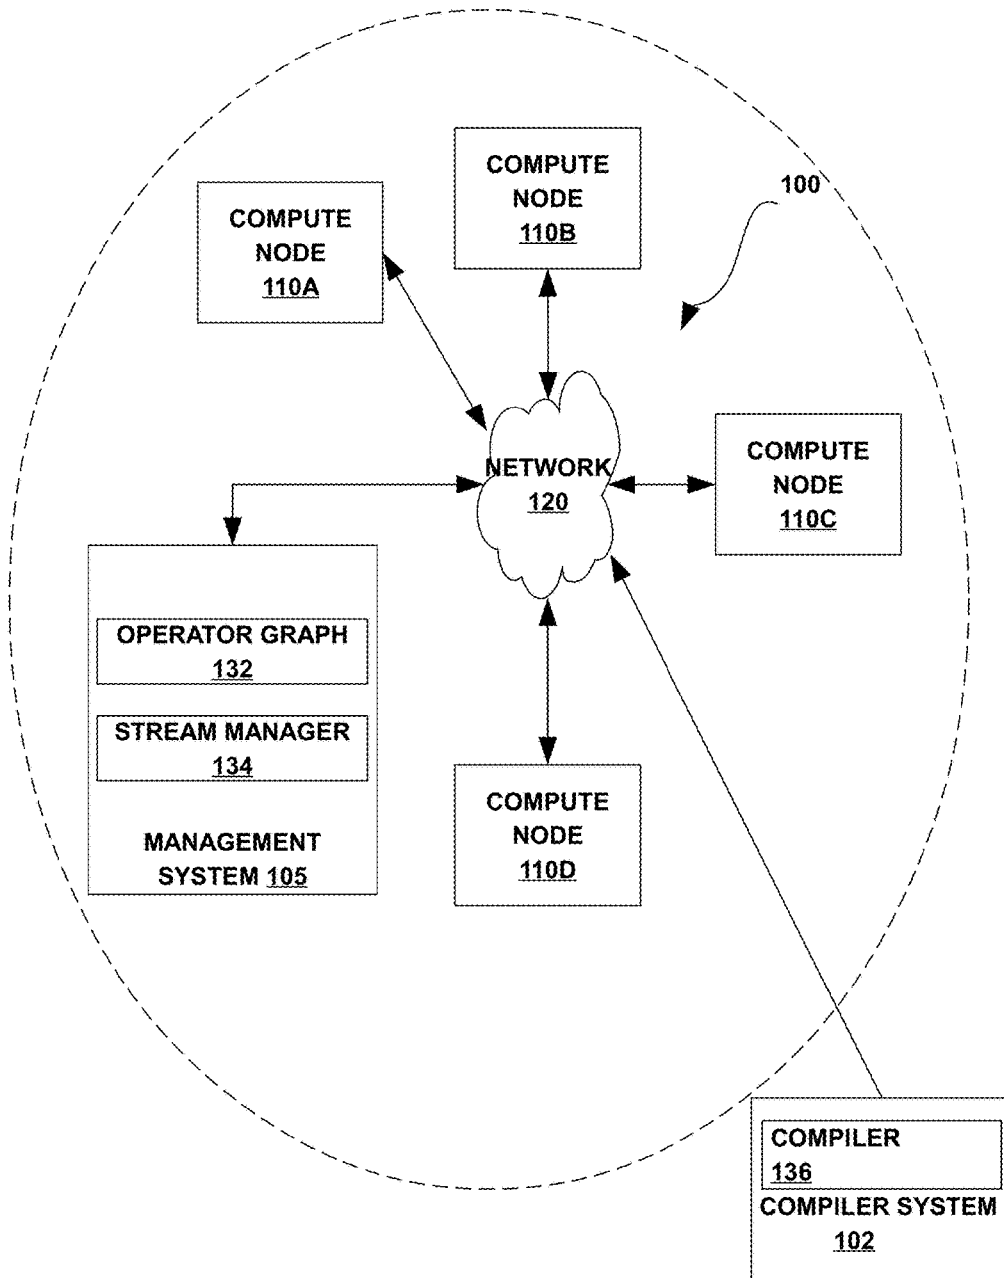 COMPUTE
NODE
110B
100
COMPUTE
NODE
110A
NETWORK
120
COMPUTE
NODE
110C
OPERATOR GRAPH
132
STREAM MANAGER
134
MANAGEMENT
SYSTEM 105
COMPUTE
NODE
110D
COMPILER
136
COMPILER SYSTEM
102